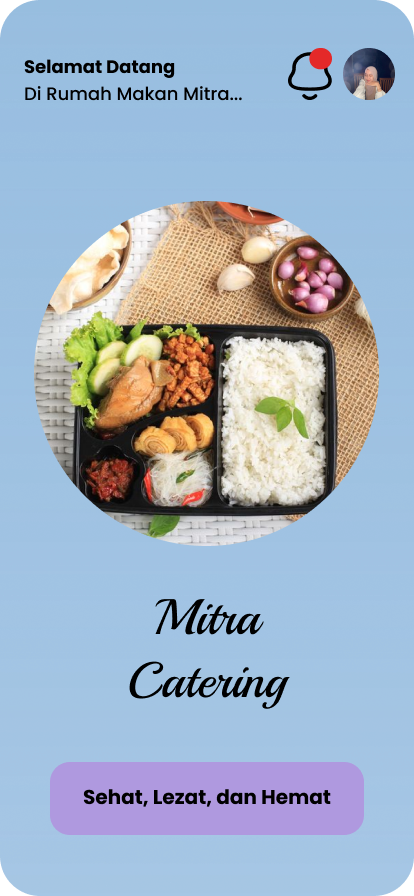 Selamat Datang
Di Rumah Makan Mitra...
Mitra
Catering
Sehat, Lezat, dan Hemat